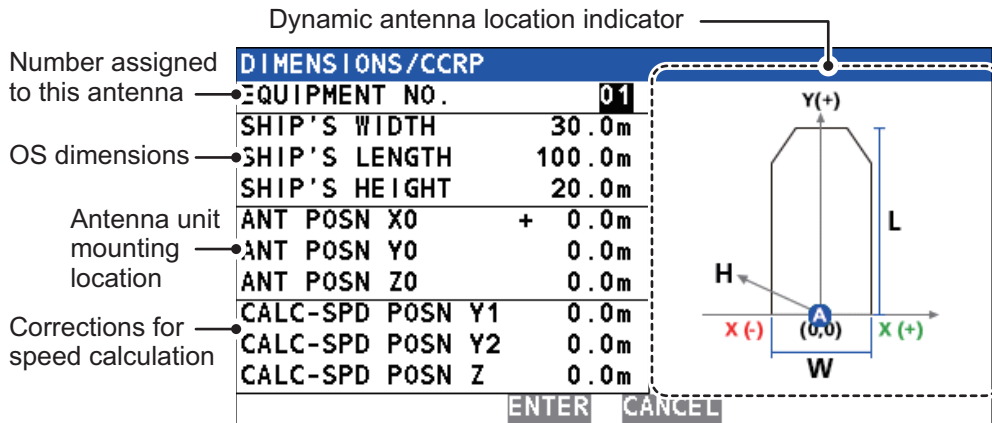 Dynamic antenna location indicator
Number assigned
to this antenna
OS dimensions
Antenna unit
mounting
location
Corrections for
speed calculation
DIMENSIONS/CCRP
EQUIPMENT NO. 01
SHIP'S WIDTH 30.0m
SHIP'S LENGTH 100.0m
SHIP'S HEIGHT 20.0m
ANT POSN X0 + 0.0m
ANT POSN Y0 0.0m
ANT POSN Z0 0.0m
CALC-SPD POSN Y1 0.0m
CALC-SPD POSN Y2 0.0m
CALC-SPD POSN Z 0.0m
ENTER CANCEL
Y(+)
L
H
A
X (-) (0,0) X (+)
W